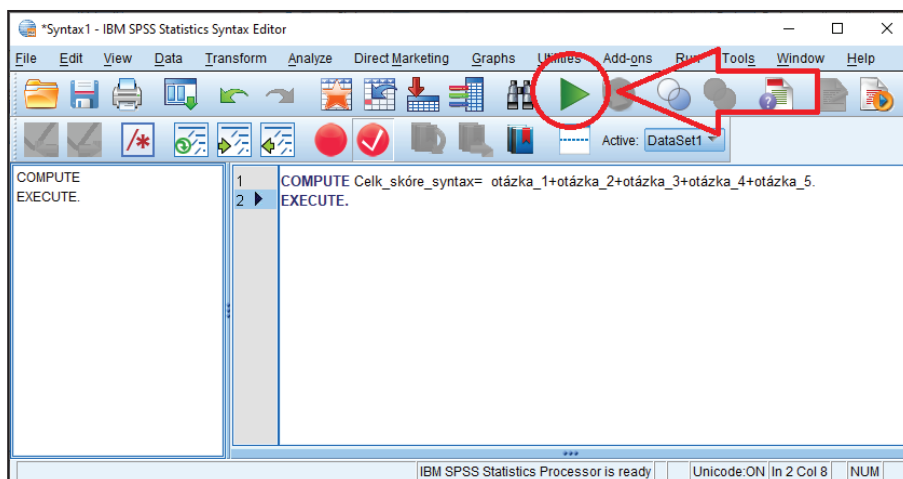 *Syntax1 - IBM SPSS Statistics Syntax Editor
File Edit View Data Transform Analyze Direct Marketing Graphs Utilities Add-ons Run Tools Window Help
Active: DataSet1
COMPUTE
EXECUTE.
1 COMPUTE Celk_skóre_syntax= otázka_1+otázka_2+otázka_3+otázka_4+otázka_5.
2 EXECUTE.
IBM SPSS Statistics Processor is ready Unicode:ON In 2 Col 8 NUM